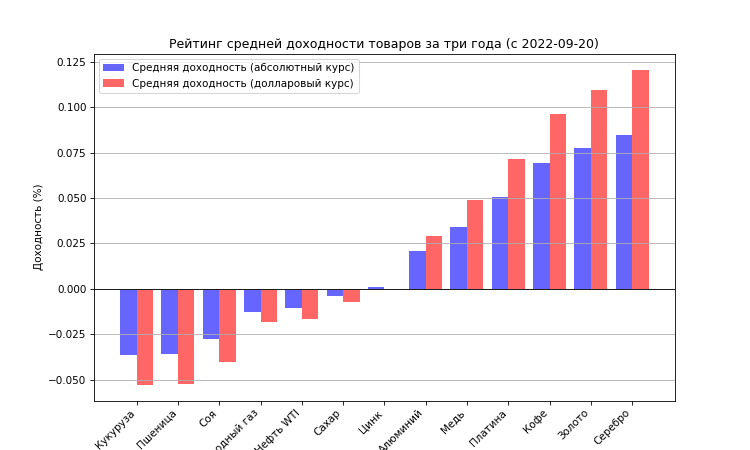 Рейтинг средней доходности товаров за три года (с 2022-09-20)
Средняя доходность (абсолютный курс)
Средняя доходность (долларовый курс)
Доходность (%)
0.125
0.100
0.075
0.050
0.025
0.000
−0.025
−0.050
Кукуруза
Пшеница
Соя
одный газ
Нефть WTI
Сахар
Цинк
Алюминий
Медь
Платина
Кофе
Золото
Серебро